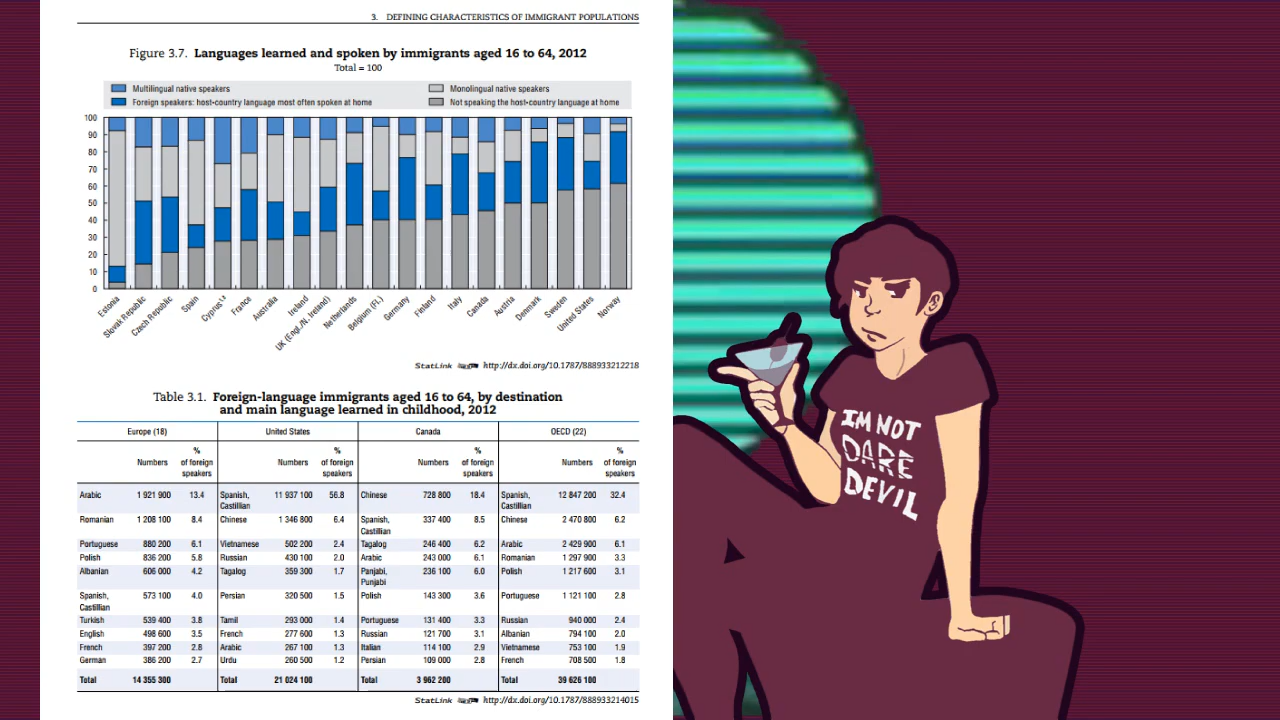 3. DEFINING CHARACTERISTICS OF IMMIGRANT POPULATIONS
Figure 3.7. Languages learned and spoken by immigrants aged 16 to 64, 2012
Total = 100
Multilingual native speakers
Monolingual native speakers
Foreign speakers: host-country language most often spoken at home
Not speaking the host-country language at home
100
90
80
70
60
50
40
30
20
10
0
Estonia
Slovak Republic
Czech Republic
Spain
Cyprus¹,²
France
Australia
Ireland
UK (Engl./N. Ireland)
Netherlands
Belgium (Fl.)
Germany
Finland
Italy
Canada
Austria
Denmark
Sweden
United States
Norway
StatLink http://dx.doi.org/10.1787/888933212218
Table 3.1. Foreign-language immigrants aged 16 to 64, by destination
and main language learned in childhood, 2012
Europe (18) United States Canada OECD (22)
Numbers % of foreign speakers Numbers % of foreign speakers Numbers % of foreign speakers Numbers % of foreign speakers
Arabic 1 921 900 13.4 Spanish, Castillian 11 937 100 56.8 Chinese 728 800 18.4 Spanish, Castillian 12 847 200 32.4
Romanian 1 208 100 8.4 Chinese 1 346 800 6.4 Spanish, Castillian 337 400 8.5 Chinese 2 470 800 6.2
Portuguese 880 200 6.1 Vietnamese 502 200 2.4 Tagalog 246 400 6.2 Arabic 2 429 900 6.1
Polish 836 200 5.8 Russian 430 100 2.0 Arabic 243 000 6.1 Romanian 1 297 900 3.3
Albanian 606 000 4.2 Tagalog 359 300 1.7 Panjabi, Punjabi 236 100 6.0 Polish 1 217 600 3.1
Spanish, Castillian 573 100 4.0 Persian 320 500 1.5 Polish 143 300 3.6 Portuguese 1 121 100 2.8
Turkish 539 400 3.8 Tamil 293 000 1.4 Portuguese 131 400 3.3 Russian 940 000 2.4
English 498 600 3.5 French 277 600 1.3 Russian 121 700 3.1 Albanian 794 100 2.0
French 397 200 2.8 Arabic 267 100 1.3 Italian 114 100 2.9 Vietnamese 753 100 1.9
German 386 200 2.7 Urdu 260 500 1.2 Persian 109 000 2.8 French 708 500 1.8
Total 14 355 300 Total 21 024 100 Total 3 962 200 Total 39 626 100
StatLink http://dx.doi.org/10.1787/888933214015
IM NOT
DARE
DEVIL